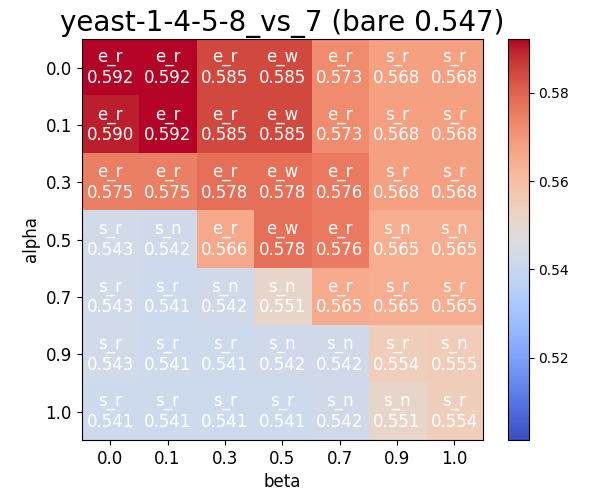 yeast-1-4-5-8_vs_7 (bare 0.547)
0.0 e_r e_r e_r e_w e_r s_r s_r
0.592 0.592 0.585 0.585 0.573 0.568 0.568
0.1 e_r e_r e_r e_w e_r s_r s_r
0.590 0.592 0.585 0.585 0.573 0.568 0.568
0.3 e_r e_r e_r e_w e_r s_r s_r
0.575 0.575 0.578 0.578 0.576 0.568 0.568
0.5 s_r s_n e_r e_w e_r s_n s_n
0.543 0.542 0.566 0.578 0.576 0.565 0.565
0.7 s_r s_r s_n s_n e_r s_r s_r
0.543 0.541 0.542 0.551 0.565 0.565 0.565
0.9 s_r s_r s_r s_n s_n s_r s_n
0.543 0.541 0.541 0.542 0.542 0.554 0.555
1.0 s_r s_r s_r s_r s_r s_n s_r
0.541 0.541 0.541 0.541 0.542 0.551 0.554
0.0 0.1 0.3 0.5 0.7 0.9 1.0
beta
alpha
0.58
0.56
0.54
0.52